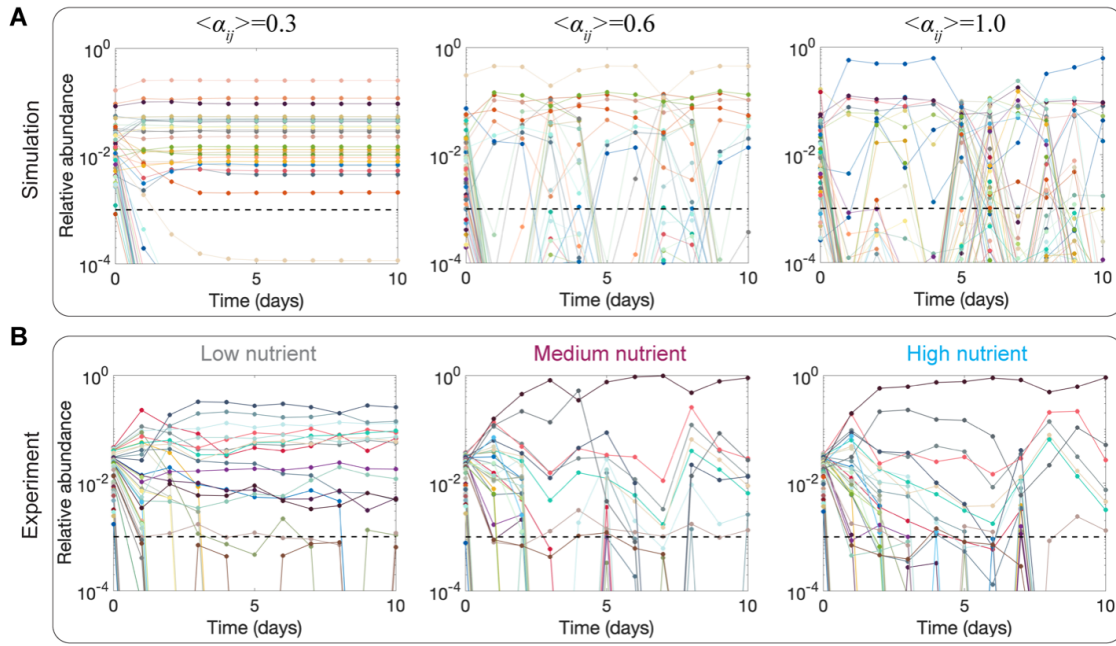 A
<α_ij>=0.3
<α_ij>=0.6
<α_ij>=1.0
Simulation
Relative abundance
10^0
10^-2
10^-4
0
5
10
Time (days)
10^0
10^-2
10^-4
0
5
10
Time (days)
10^0
10^-2
10^-4
0
5
10
Time (days)
B
Low nutrient
Medium nutrient
High nutrient
Experiment
Relative abundance
10^0
10^-2
10^-4
0
5
10
Time (days)
10^0
10^-2
10^-4
0
5
10
Time (days)
10^0
10^-2
10^-4
0
5
10
Time (days)